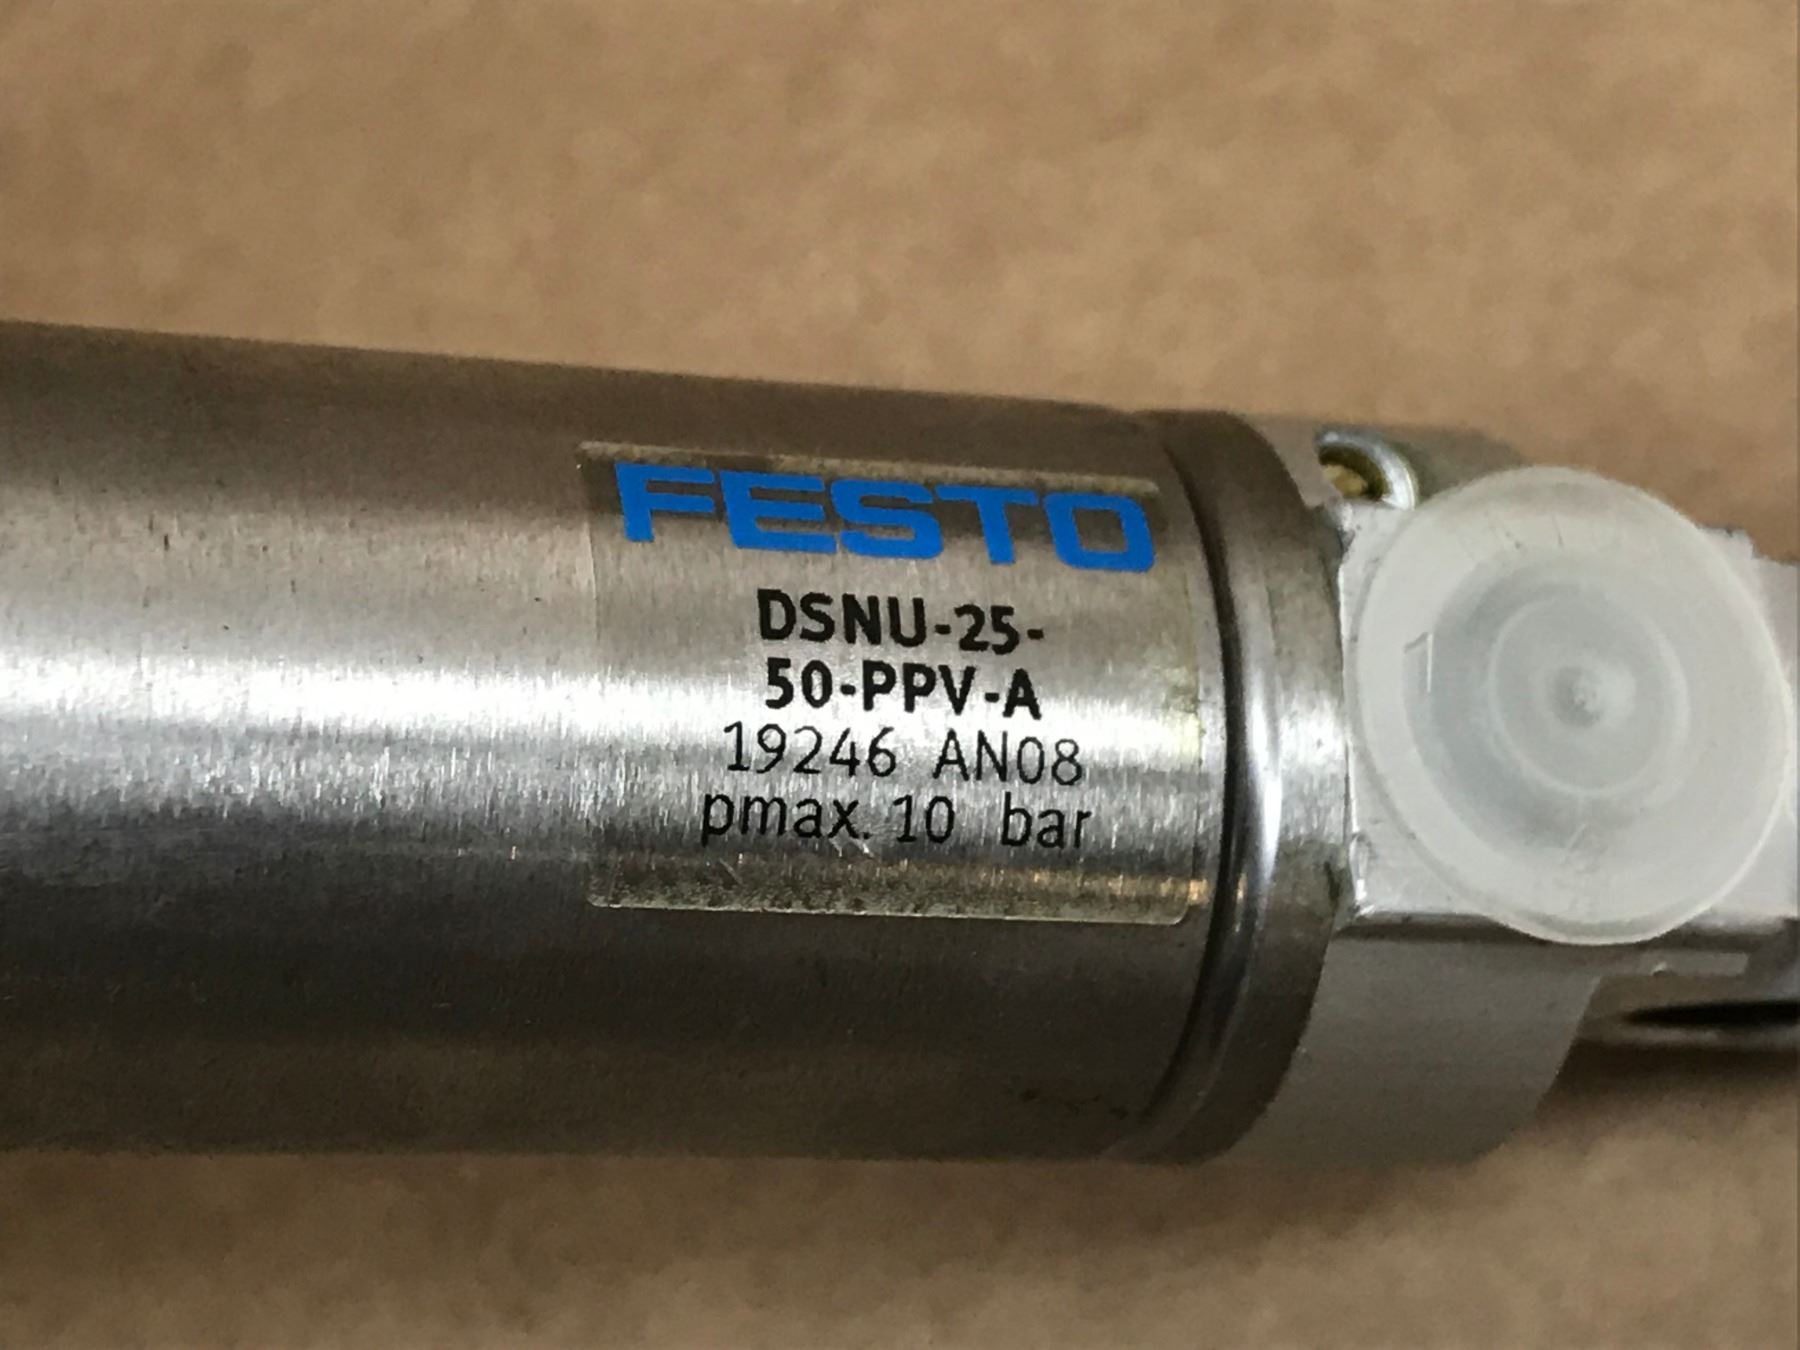 FESTO
DSNU-25-
50-PPV-A
19246 AN08
pmax. 10 bar